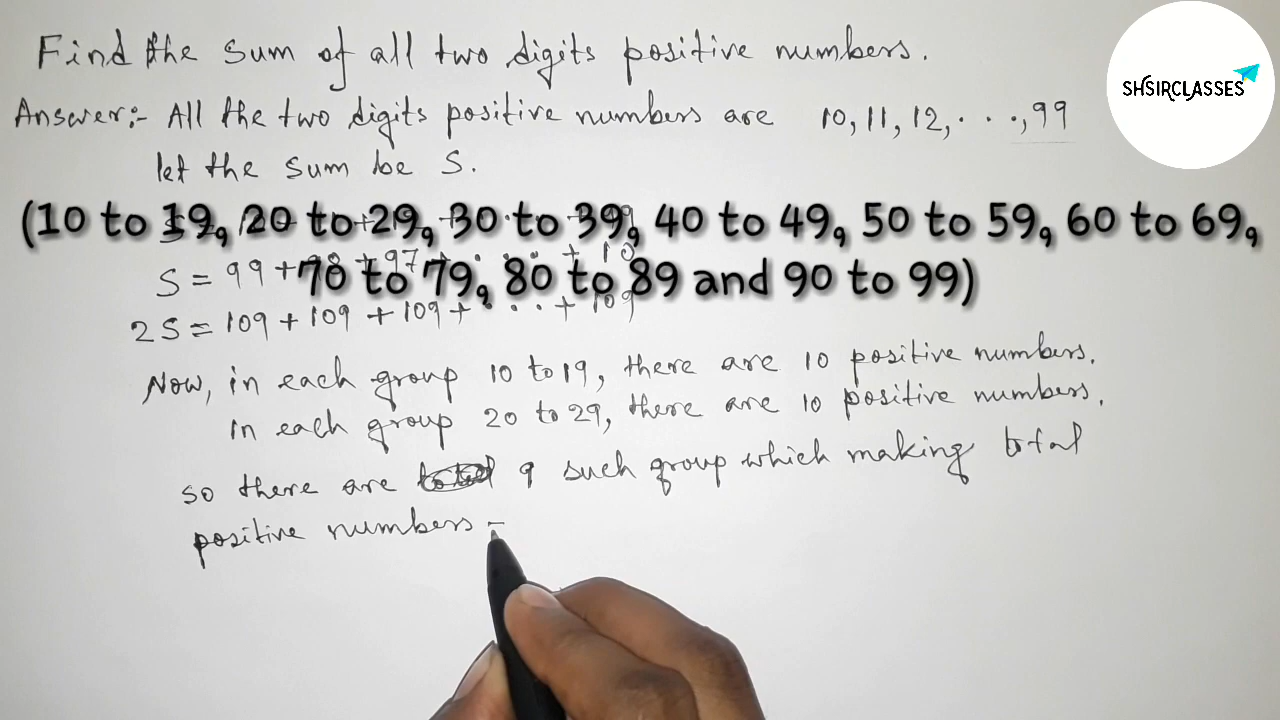 Find the Sum of all two digits positive numbers.
SHSIRCLASSES
Answer:- All the two digits positive numbers are 10, 11, 12, . . ., 99
let the sum be S.
(10 to 19, 20 to 29, 30 to 39, 40 to 49, 50 to 59, 60 to 69,
S = 99 + 98 + 97 + . . . + 10
70 to 79, 80 to 89 and 90 to 99)
2S = 109 + 109 + 109 + . . . + 109
Now, in each group 10 to 19, there are 10 positive numbers.
in each group 20 to 29, there are 10 positive numbers.
so there are 9 such group which making total
positive numbers